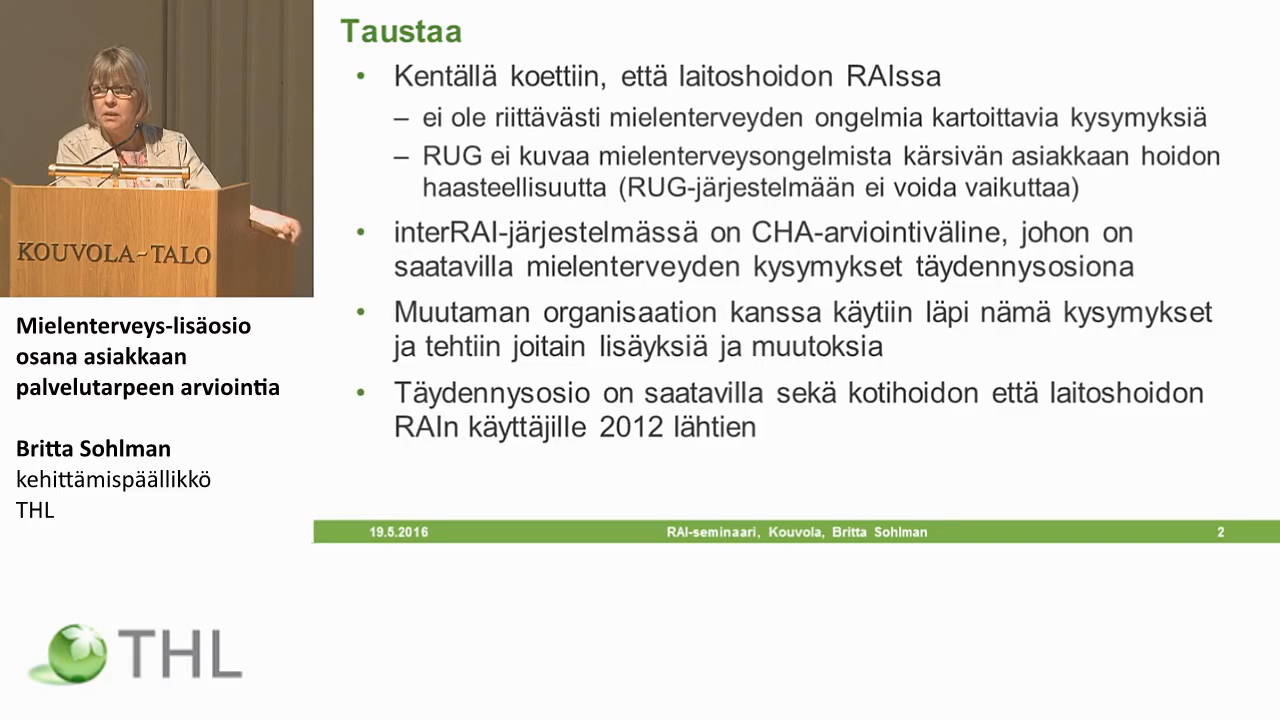 KOUVOLA-TALO
Mielenterveys-lisäosio
osana asiakkaan
palvelutarpeen arviointia
Britta Sohlman
kehittämispäällikkö
THL
Taustaa
• Kentällä koettiin, että laitoshoidon RAIssa
– ei ole riittävästi mielenterveyden ongelmia kartoittavia kysymyksiä
– RUG ei kuvaa mielenterveysongelmista kärsivän asiakkaan hoidon
haasteellisuutta (RUG-järjestelmään ei voida vaikuttaa)
• interRAI-järjestelmässä on CHA-arviointiväline, johon on
saatavilla mielenterveyden kysymykset täydennysosiona
• Muutaman organisaation kanssa käytiin läpi nämä kysymykset
ja tehtiin joitain lisäyksiä ja muutoksia
• Täydennysosio on saatavilla sekä kotihoidon että laitoshoidon
RAIn käyttäjille 2012 lähtien
19.5.2016 RAI-seminaari, Kouvola, Britta Sohlman 2
THL